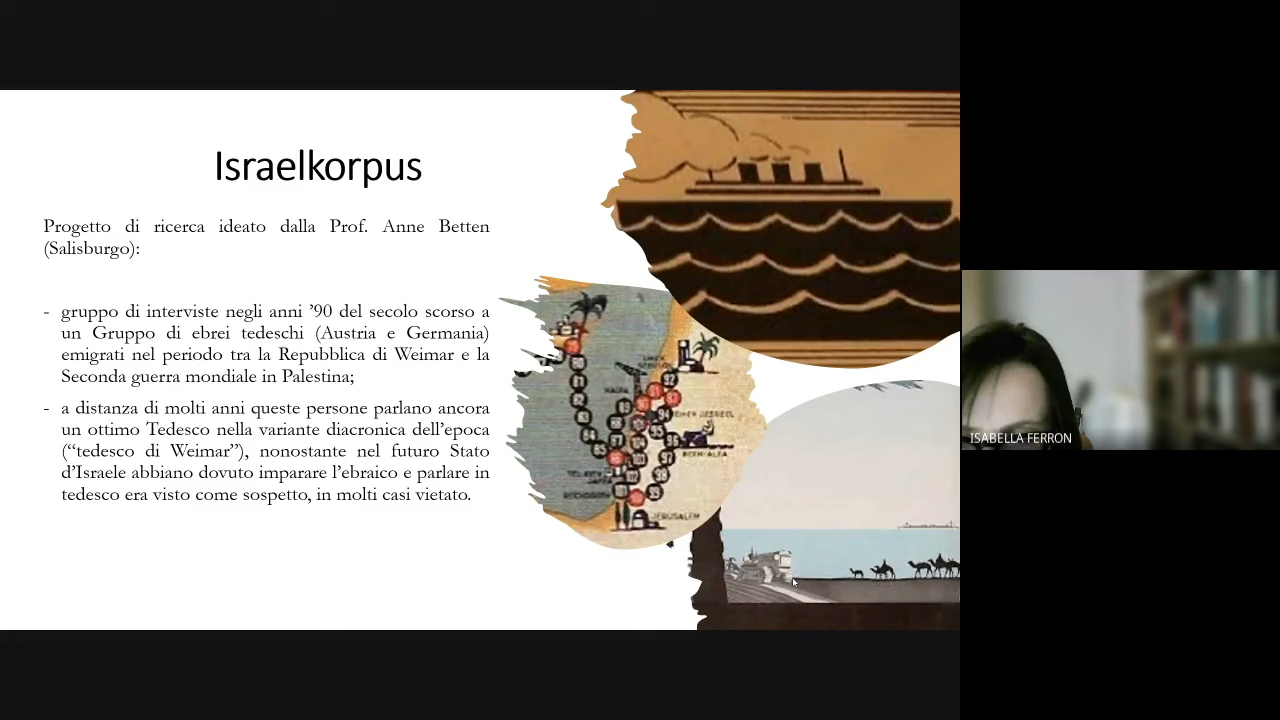 Israelkorpus
Progetto di ricerca ideato dalla Prof. Anne Betten
(Salisburgo):
- gruppo di interviste negli anni ’90 del secolo scorso a
un Gruppo di ebrei tedeschi (Austria e Germania)
emigrati nel periodo tra la Repubblica di Weimar e la
Seconda guerra mondiale in Palestina;
- a distanza di molti anni queste persone parlano ancora
un ottimo Tedesco nella variante diacronica dell’epoca
(“tedesco di Weimar”), nonostante nel futuro Stato
d’Israele abbiano dovuto imparare l’ebraico e parlare in
tedesco era visto come sospetto, in molti casi vietato.
HAIFA
JERUSALEM
ISABELLA FERRON